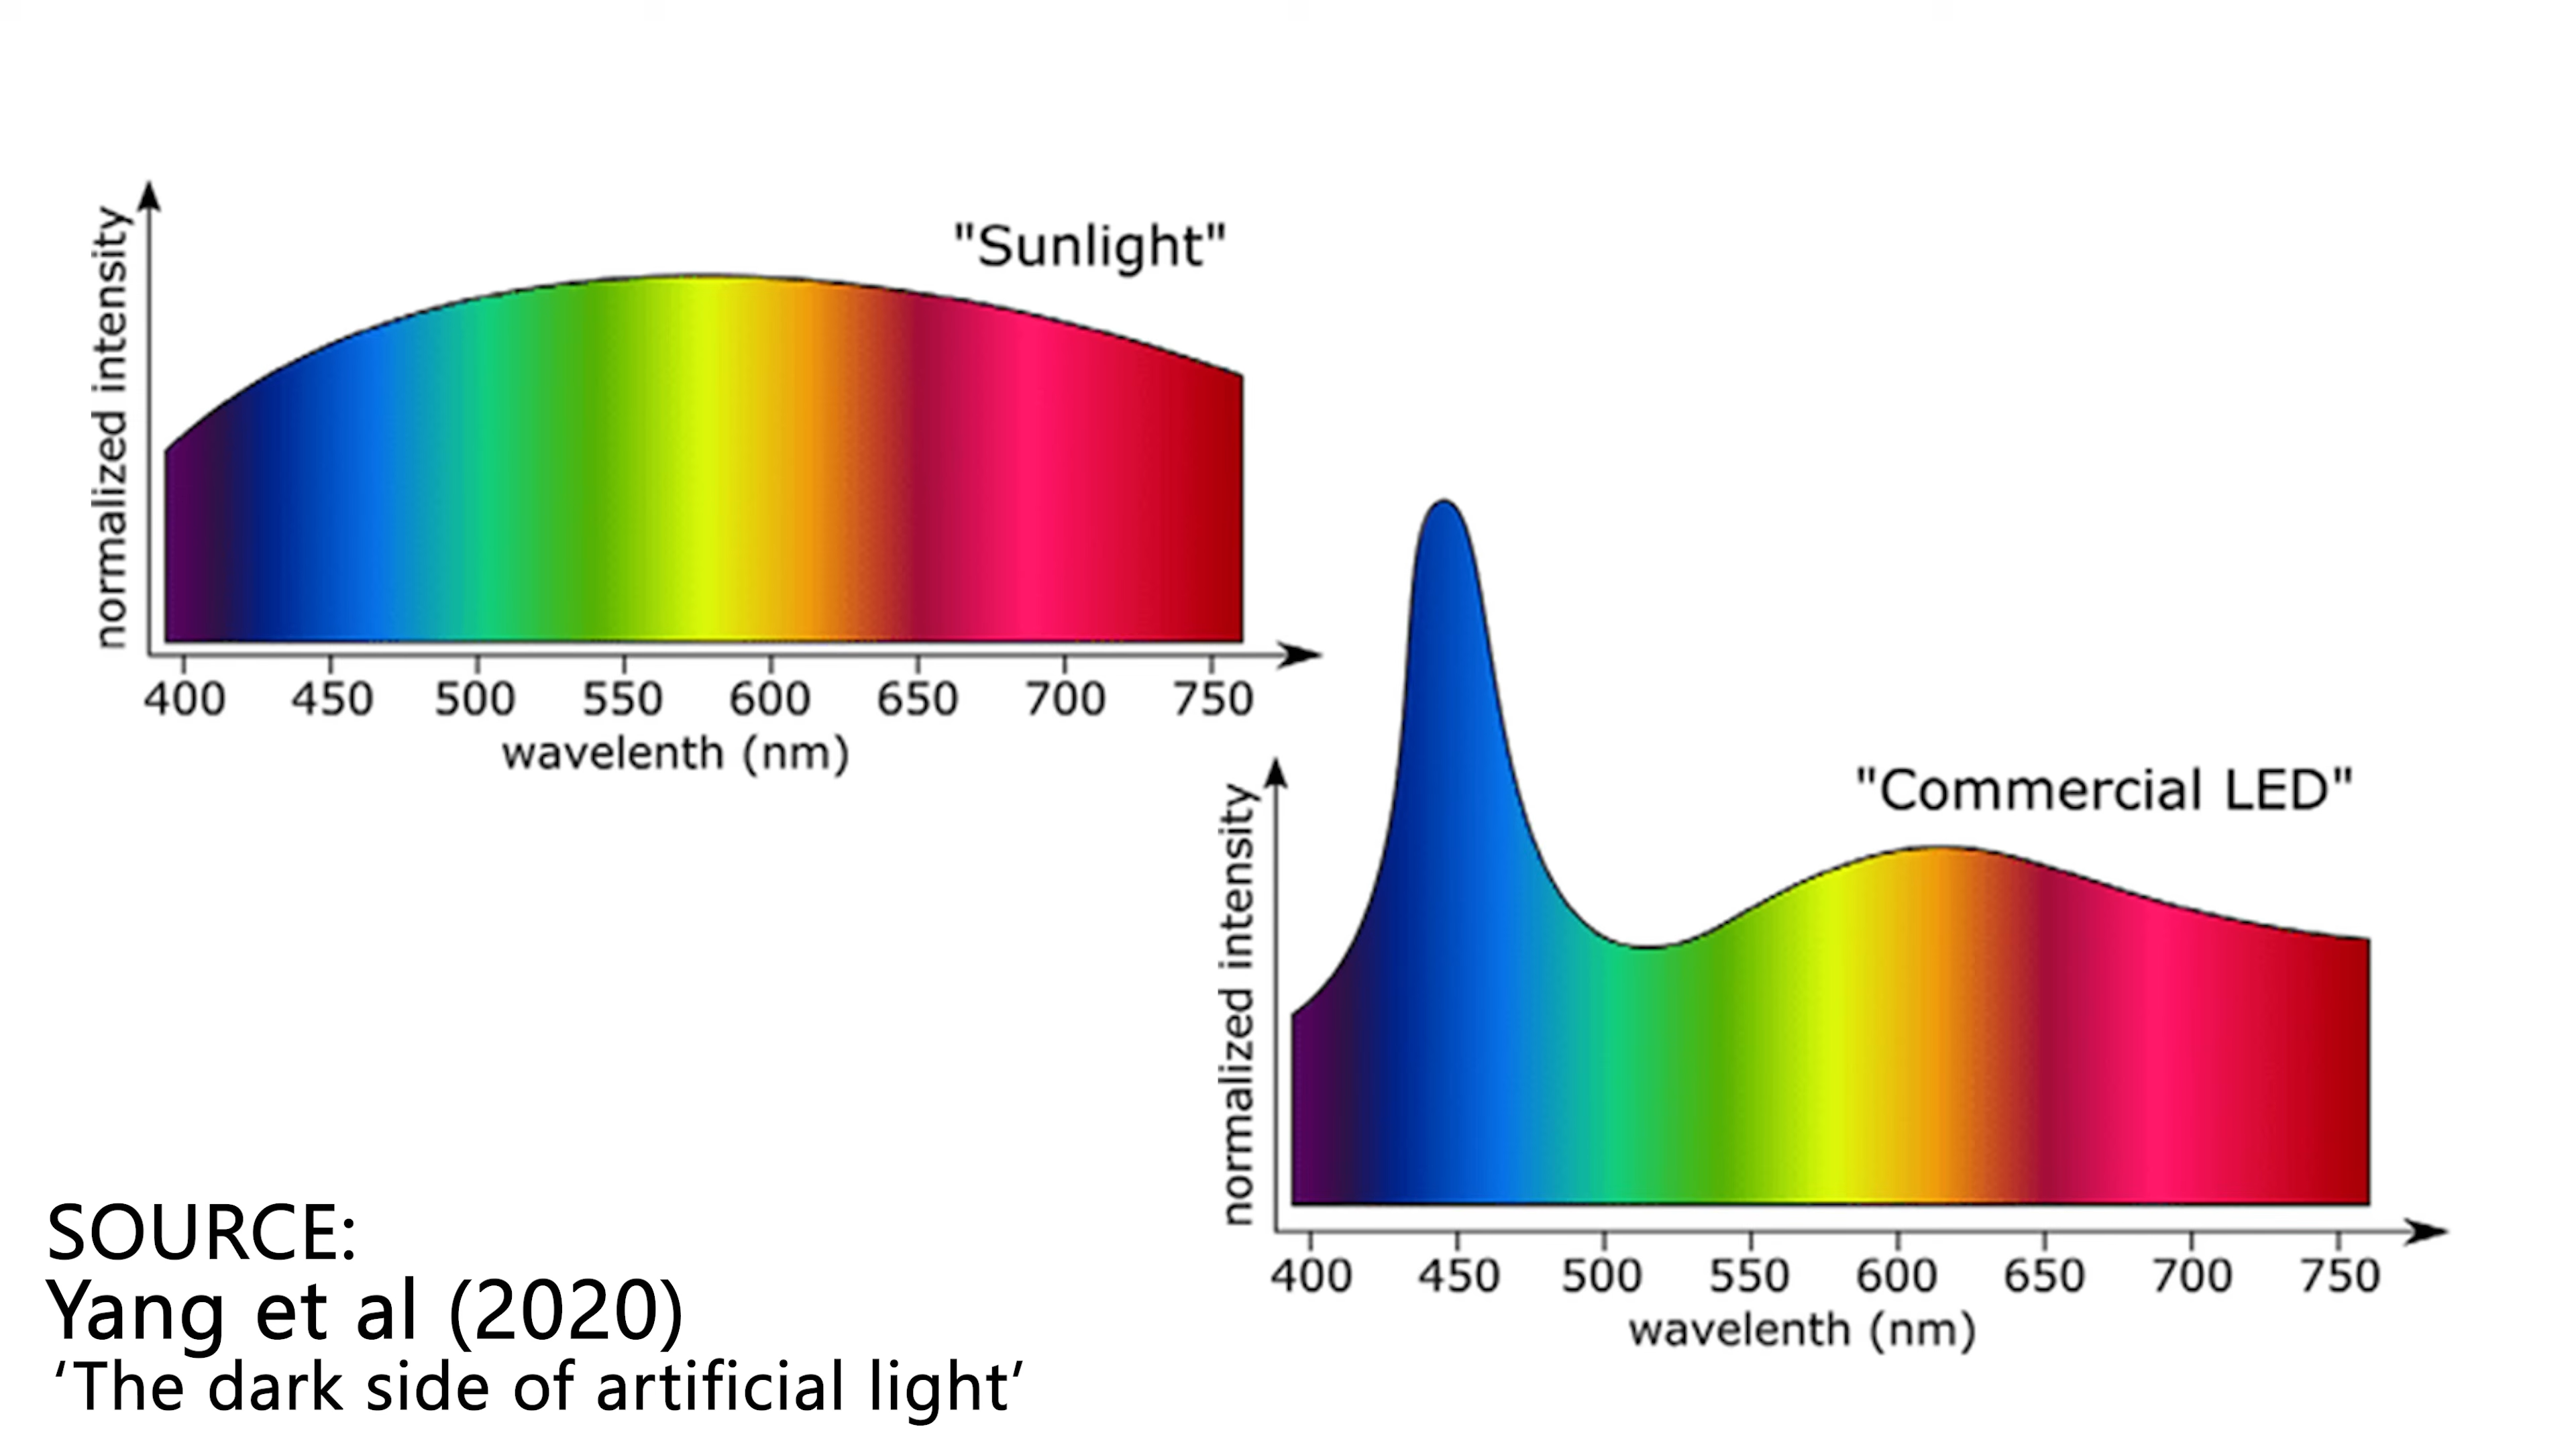 "Sunlight"
normalized intensity
400 450 500 550 600 650 700 750
wavelenth (nm)
"Commercial LED"
normalized intensity
400 450 500 550 600 650 700 750
wavelenth (nm)
SOURCE:
Yang et al (2020)
‘The dark side of artificial light’